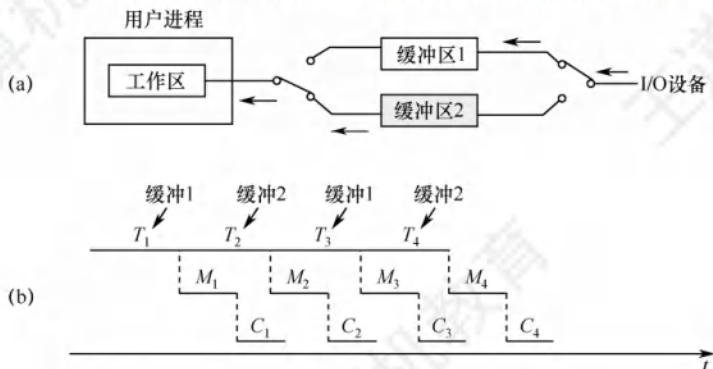 用户进程
(a)
工作区
缓冲区1
缓冲区2
I/O设备
缓冲1 缓冲2 缓冲1 缓冲2
T₁ T₂ T₃ T₄
(b)
M₁ M₂ M₃ M₄
C₁ C₂ C₃ C₄
t